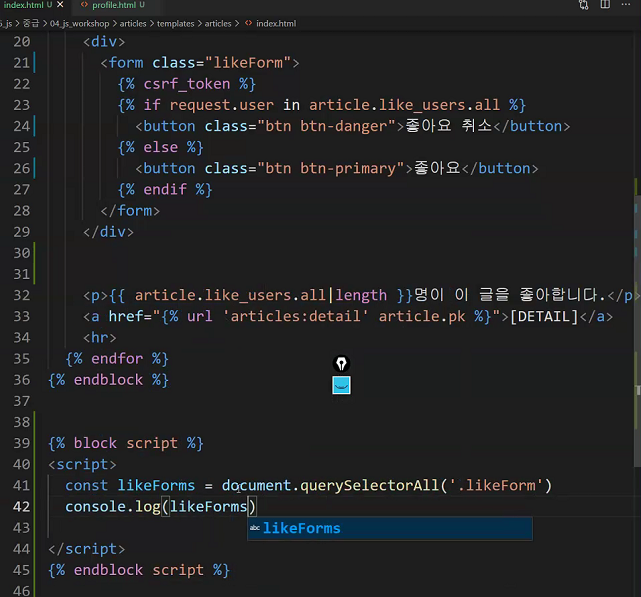 index.html U ×
<> profile.html U
5_js > 중급 > 04_js_workshop > articles > templates > articles > <> index.html
20 <div>
21 <form class="likeForm">
22 {% csrf_token %}
23 {% if request.user in article.like_users.all %}
24 <button class="btn btn-danger">좋아요 취소</button>
25 {% else %}
26 <button class="btn btn-primary">좋아요</button>
27 {% endif %}
28 </form>
29 </div>
30
31
32 <p>{{ article.like_users.all|length }}명이 이 글을 좋아합니다.</p>
33 <a href="{% url 'articles:detail' article.pk %}">[DETAIL]</a>
34 <hr>
35 {% endfor %}
36 {% endblock %}
37
38
39 {% block script %}
40 <script>
41 const likeForms = document.querySelectorAll('.likeForm')
42 console.log(likeForms)
43 abc likeForms
44 </script>
45 {% endblock script %}
46